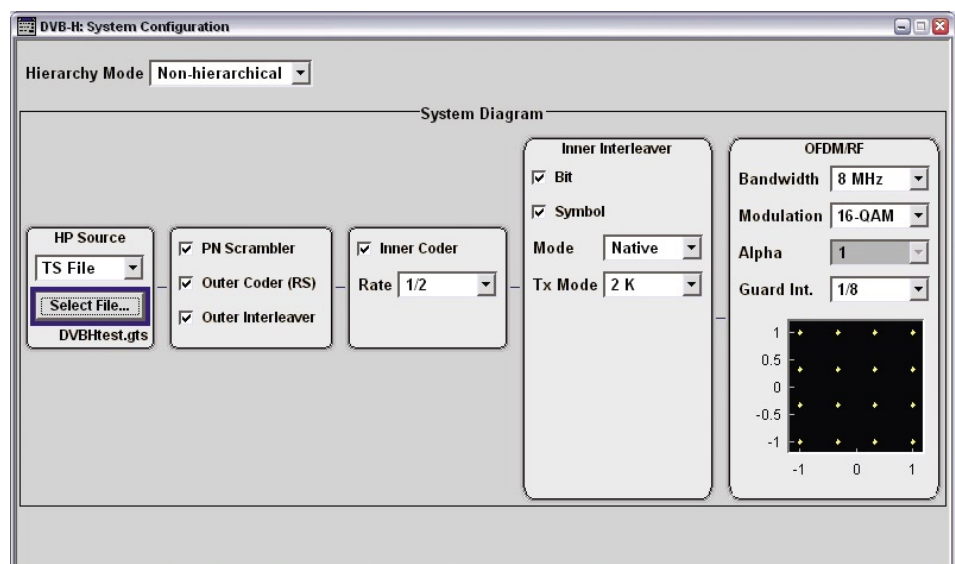 DVB-H: System Configuration
Hierarchy Mode Non-hierarchical
System Diagram
HP Source
TS File
Select File...
DVBHtest.gts
PN Scrambler
Outer Coder (RS)
Outer Interleaver
Inner Coder
Rate 1/2
Inner Interleaver
Bit
Symbol
Mode Native
Tx Mode 2 K
OFDM/RF
Bandwidth 8 MHz
Modulation 16-QAM
Alpha 1
Guard Int. 1/8
1
0.5
0
-0.5
-1
-1 0 1